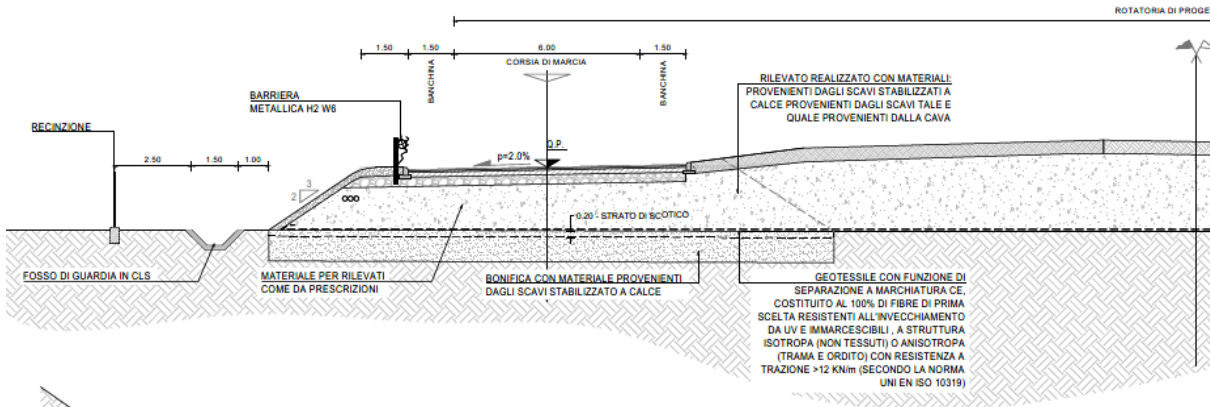 ROTATORIA DI PROGE
1.50
1.50
6.00
1.50
BANCHINA
CORSIA DI MARCIA
BANCHINA
RILEVATO REALIZZATO CON MATERIALI:
PROVENIENTI DAGLI SCAVI STABILIZZATI A
CALCE PROVENIENTI DAGLI SCAVI TALE E
QUALE PROVENIENTI DALLA CAVA
BARRIERA
METALLICA H2 W6
RECINZIONE
2.50
1.50
1.00
p=2.0%
Q.P.
3
2
0.20 - STRATO DI SCOTICO
FOSSO DI GUARDIA IN CLS
MATERIALE PER RILEVATI
COME DA PRESCRIZIONI
BONIFICA CON MATERIALE PROVENIENTI
DAGLI SCAVI STABILIZZATO A CALCE
GEOTESSILE CON FUNZIONE DI
SEPARAZIONE A MARCHIATURA CE,
COSTITUITO AL 100% DI FIBRE DI PRIMA
SCELTA RESISTENTI ALL'INVECCHIAMENTO
DA UV E IMMARCESCIBILI , A STRUTTURA
ISOTROPA (NON TESSUTI) O ANISOTROPA
(TRAMA E ORDITO) CON RESISTENZA A
TRAZIONE >12 KN/m (SECONDO LA NORMA
UNI EN ISO 10319)